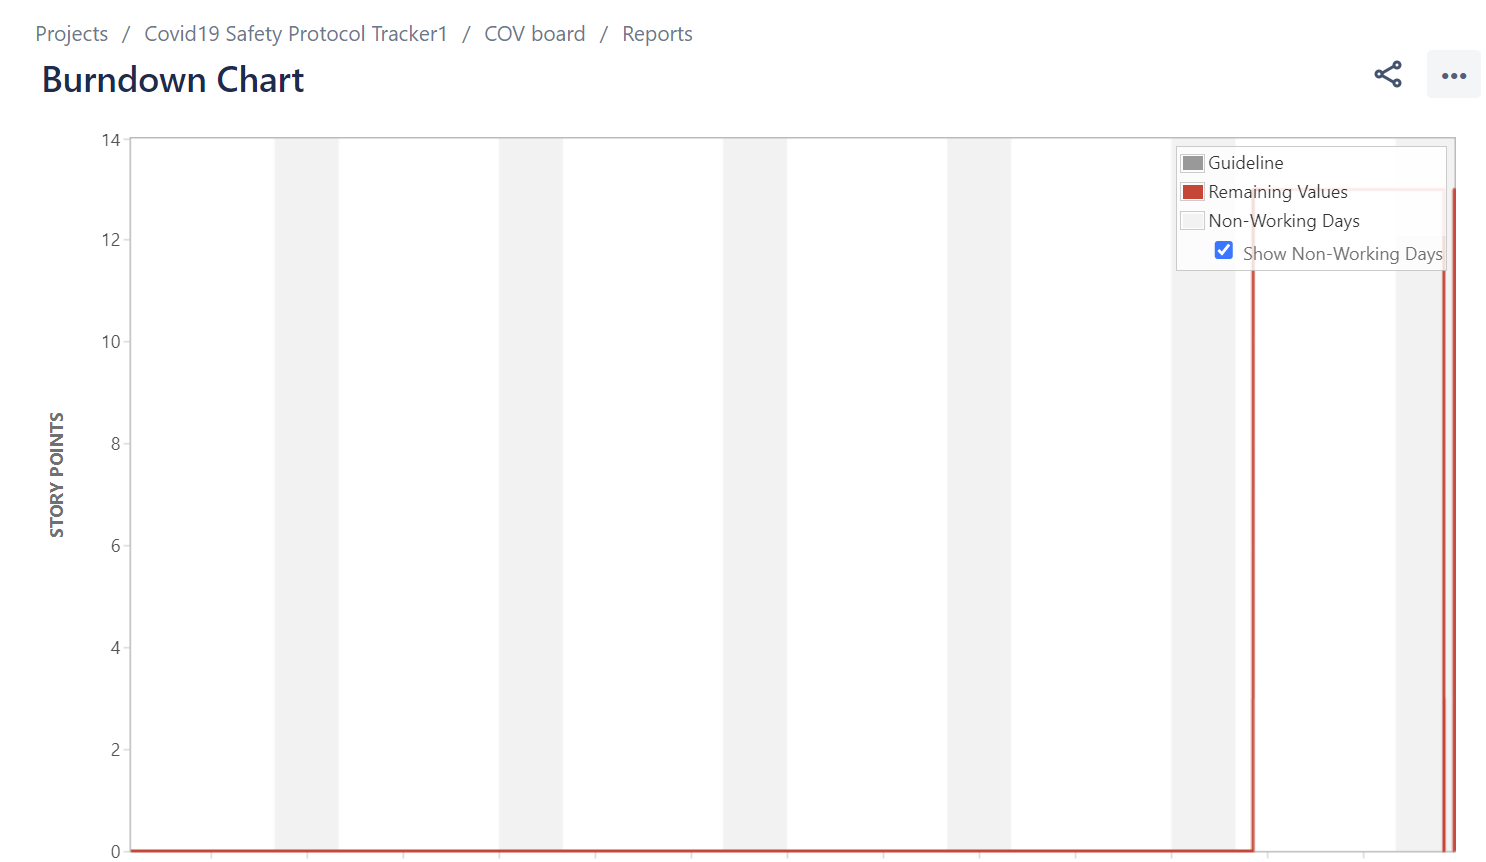 Projects / Covid19 Safety Protocol Tracker1 / COV board / Reports
Burndown Chart
14
12
10
8
6
4
2
0
STORY POINTS
Guideline
Remaining Values
Non-Working Days
Show Non-Working Days